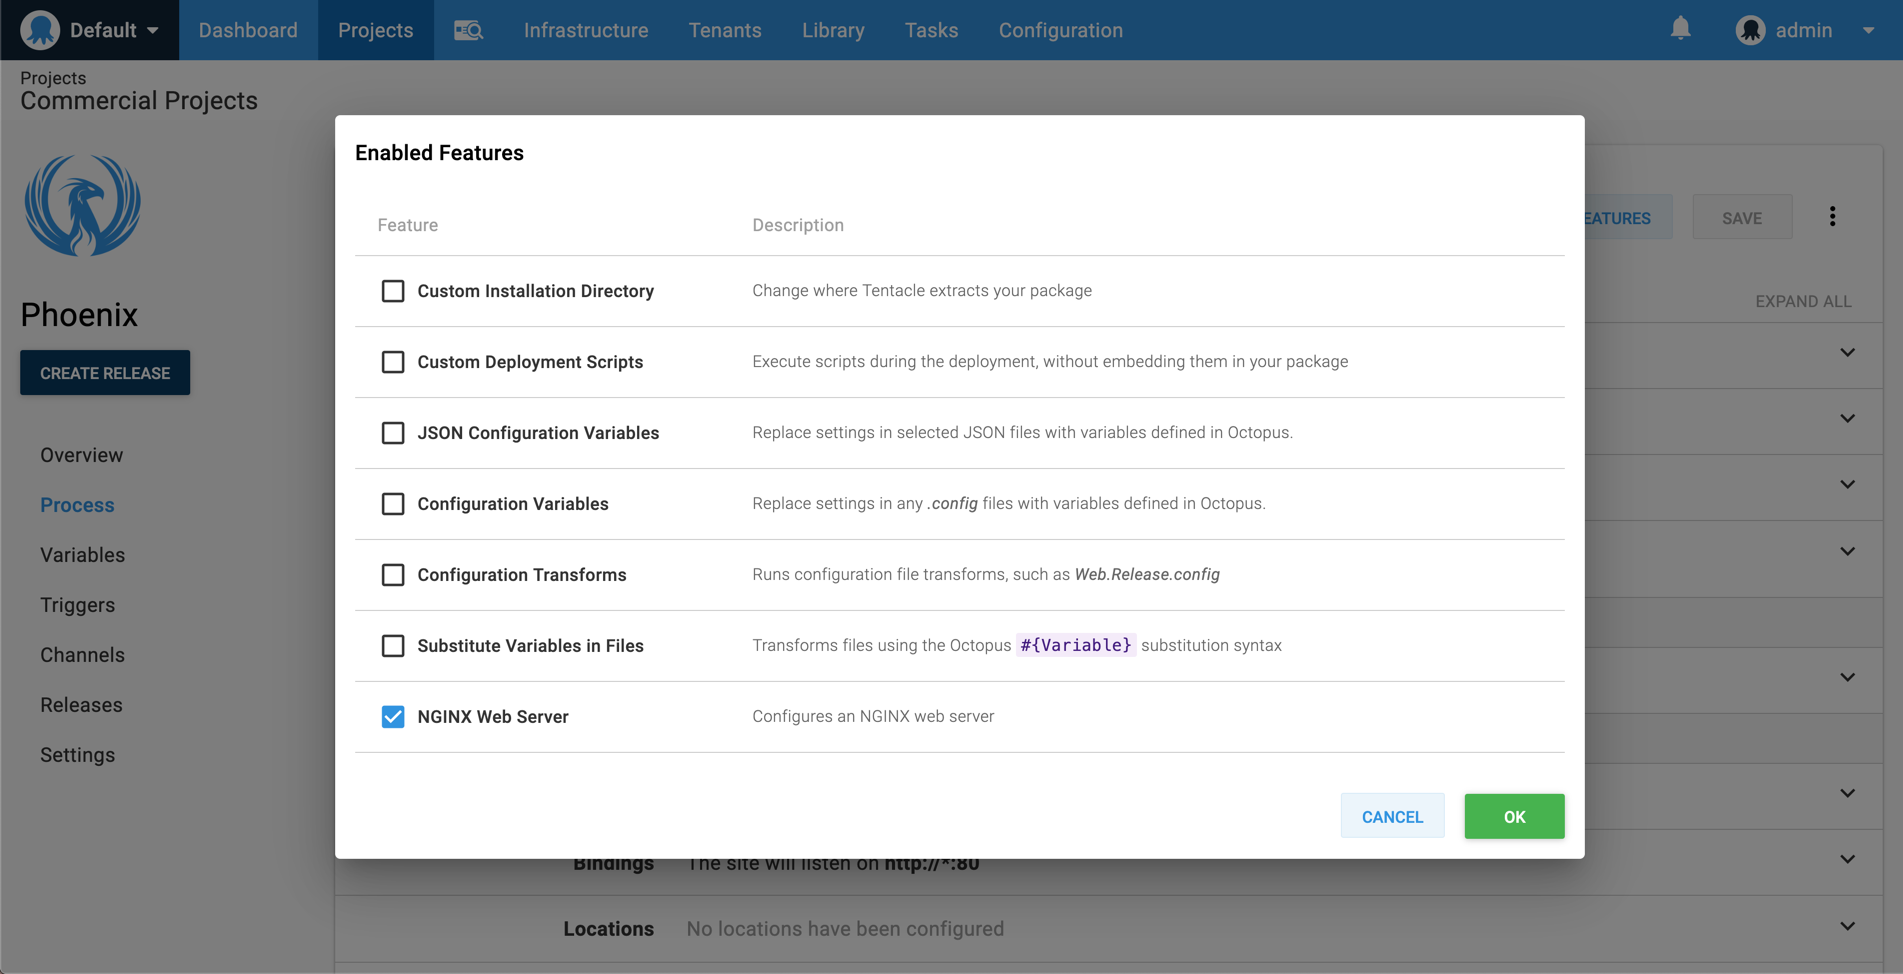 Default
Dashboard
Projects
Infrastructure
Tenants
Library
Tasks
Configuration
admin
Projects
Commercial Projects
Phoenix
CREATE RELEASE
Overview
Process
Variables
Triggers
Channels
Releases
Settings
Enabled Features
Feature Description
Custom Installation Directory Change where Tentacle extracts your package
Custom Deployment Scripts Execute scripts during the deployment, without embedding them in your package
JSON Configuration Variables Replace settings in selected JSON files with variables defined in Octopus.
Configuration Variables Replace settings in any .config files with variables defined in Octopus.
Configuration Transforms Runs configuration file transforms, such as Web.Release.config
Substitute Variables in Files Transforms files using the Octopus #{Variable} substitution syntax
NGINX Web Server Configures an NGINX web server
CANCEL OK
EATURES SAVE
EXPAND ALL
Bindings The site will listen on http://*:80
Locations No locations have been configured